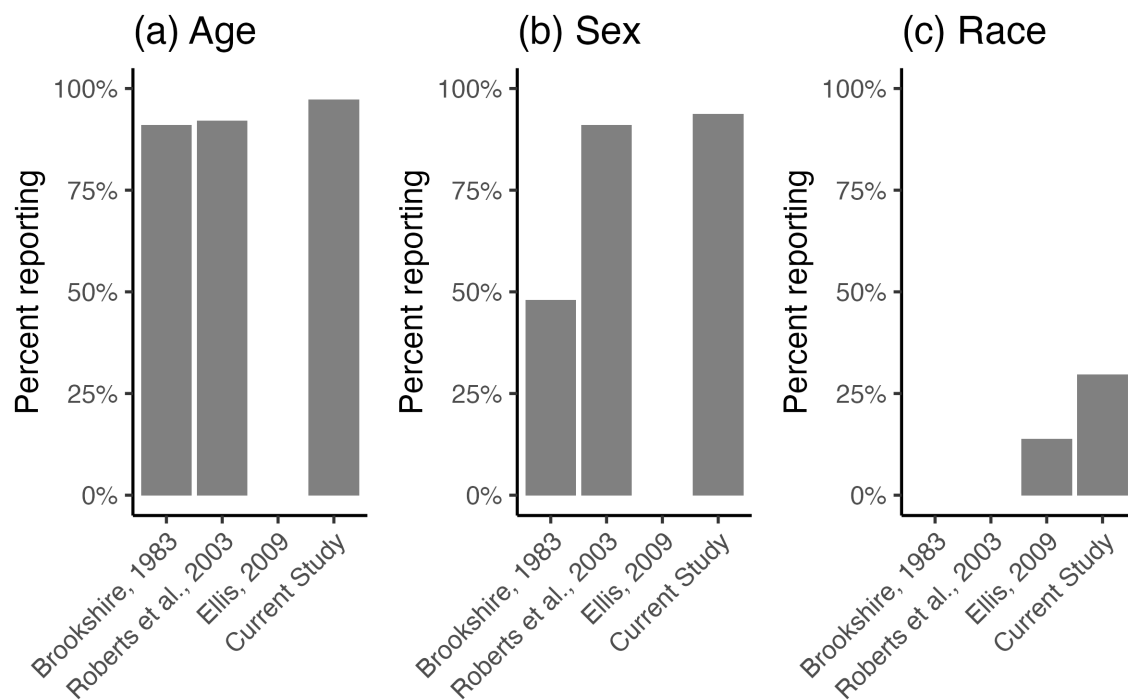 (a) Age
Percent reporting
100%
75%
50%
25%
0%
Brookshire, 1983
Roberts et al., 2003
Ellis, 2009
Current Study
(b) Sex
Percent reporting
100%
75%
50%
25%
0%
Brookshire, 1983
Roberts et al., 2003
Ellis, 2009
Current Study
(c) Race
Percent reporting
100%
75%
50%
25%
0%
Brookshire, 1983
Roberts et al., 2003
Ellis, 2009
Current Study